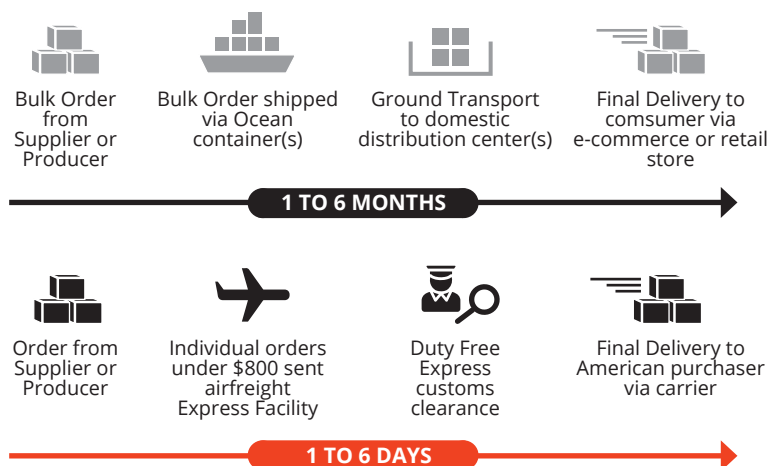 Bulk Order
from
Supplier or
Producer
Bulk Order shipped
via Ocean
container(s)
Ground Transport
to domestic
distribution center(s)
Final Delivery to
comsumer via
e-commerce or retail
store
1 TO 6 MONTHS
Order from
Supplier or
Producer
Individual orders
under $800 sent
airfreight
Express Facility
Duty Free
Express
customs
clearance
Final Delivery to
American purchaser
via carrier
1 TO 6 DAYS